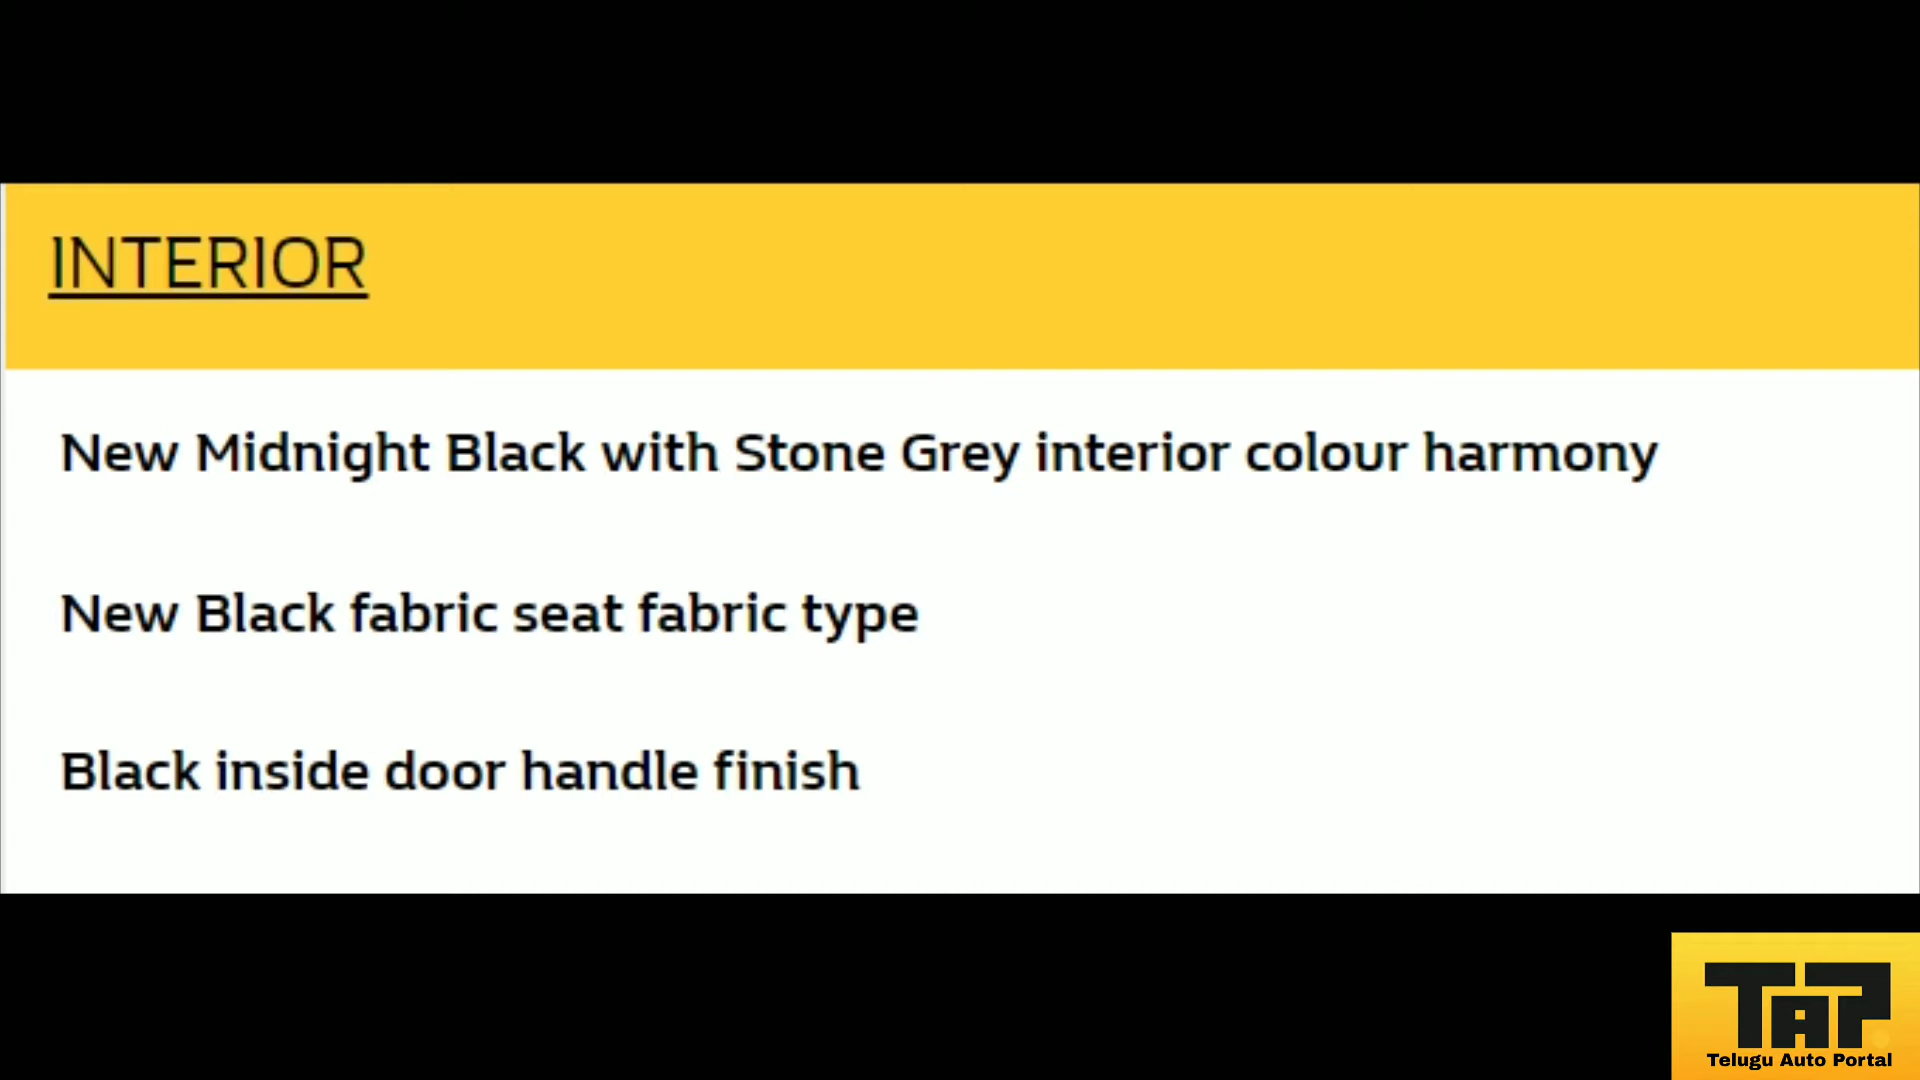 INTERIOR
New Midnight Black with Stone Grey interior colour harmony
New Black fabric seat fabric type
Black inside door handle finish
TAP
Telugu Auto Portal